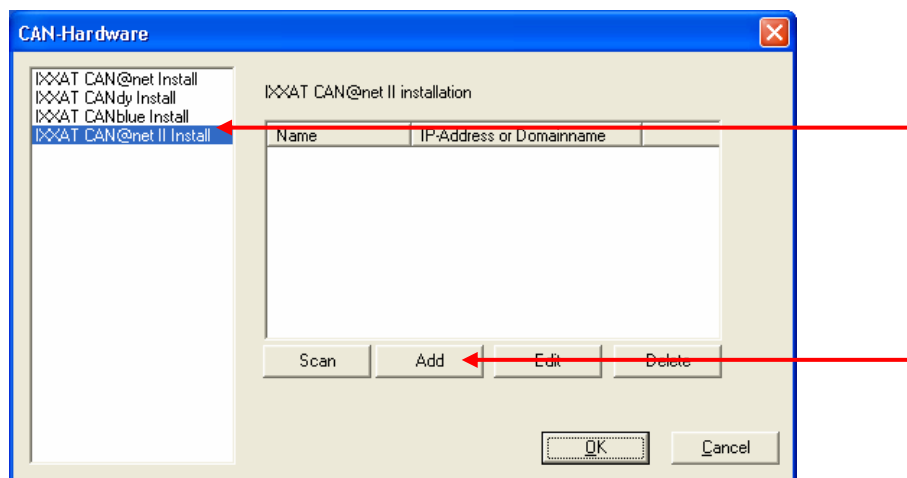 CAN-Hardware
IXXAT CAN@net Install
IXXAT CANdy Install
IXXAT CANblue Install
IXXAT CAN@net II Install
IXXAT CAN@net II installation
Name IP-Address or Domainname
Scan Add Edit Delete
OK Cancel